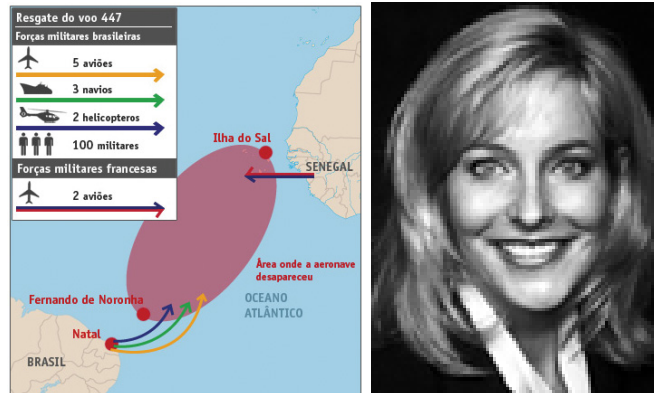 Resgate do voo 447
Forças militares brasileiras
5 aviões
3 navios
2 helicopteros
100 militares
Forças militares francesas
2 aviões
Ilha do Sal
SENEGAL
Área onde a aeronave
desapareceu
Fernando de Noronha
OCEANO
ATLÂNTICO
Natal
BRASIL